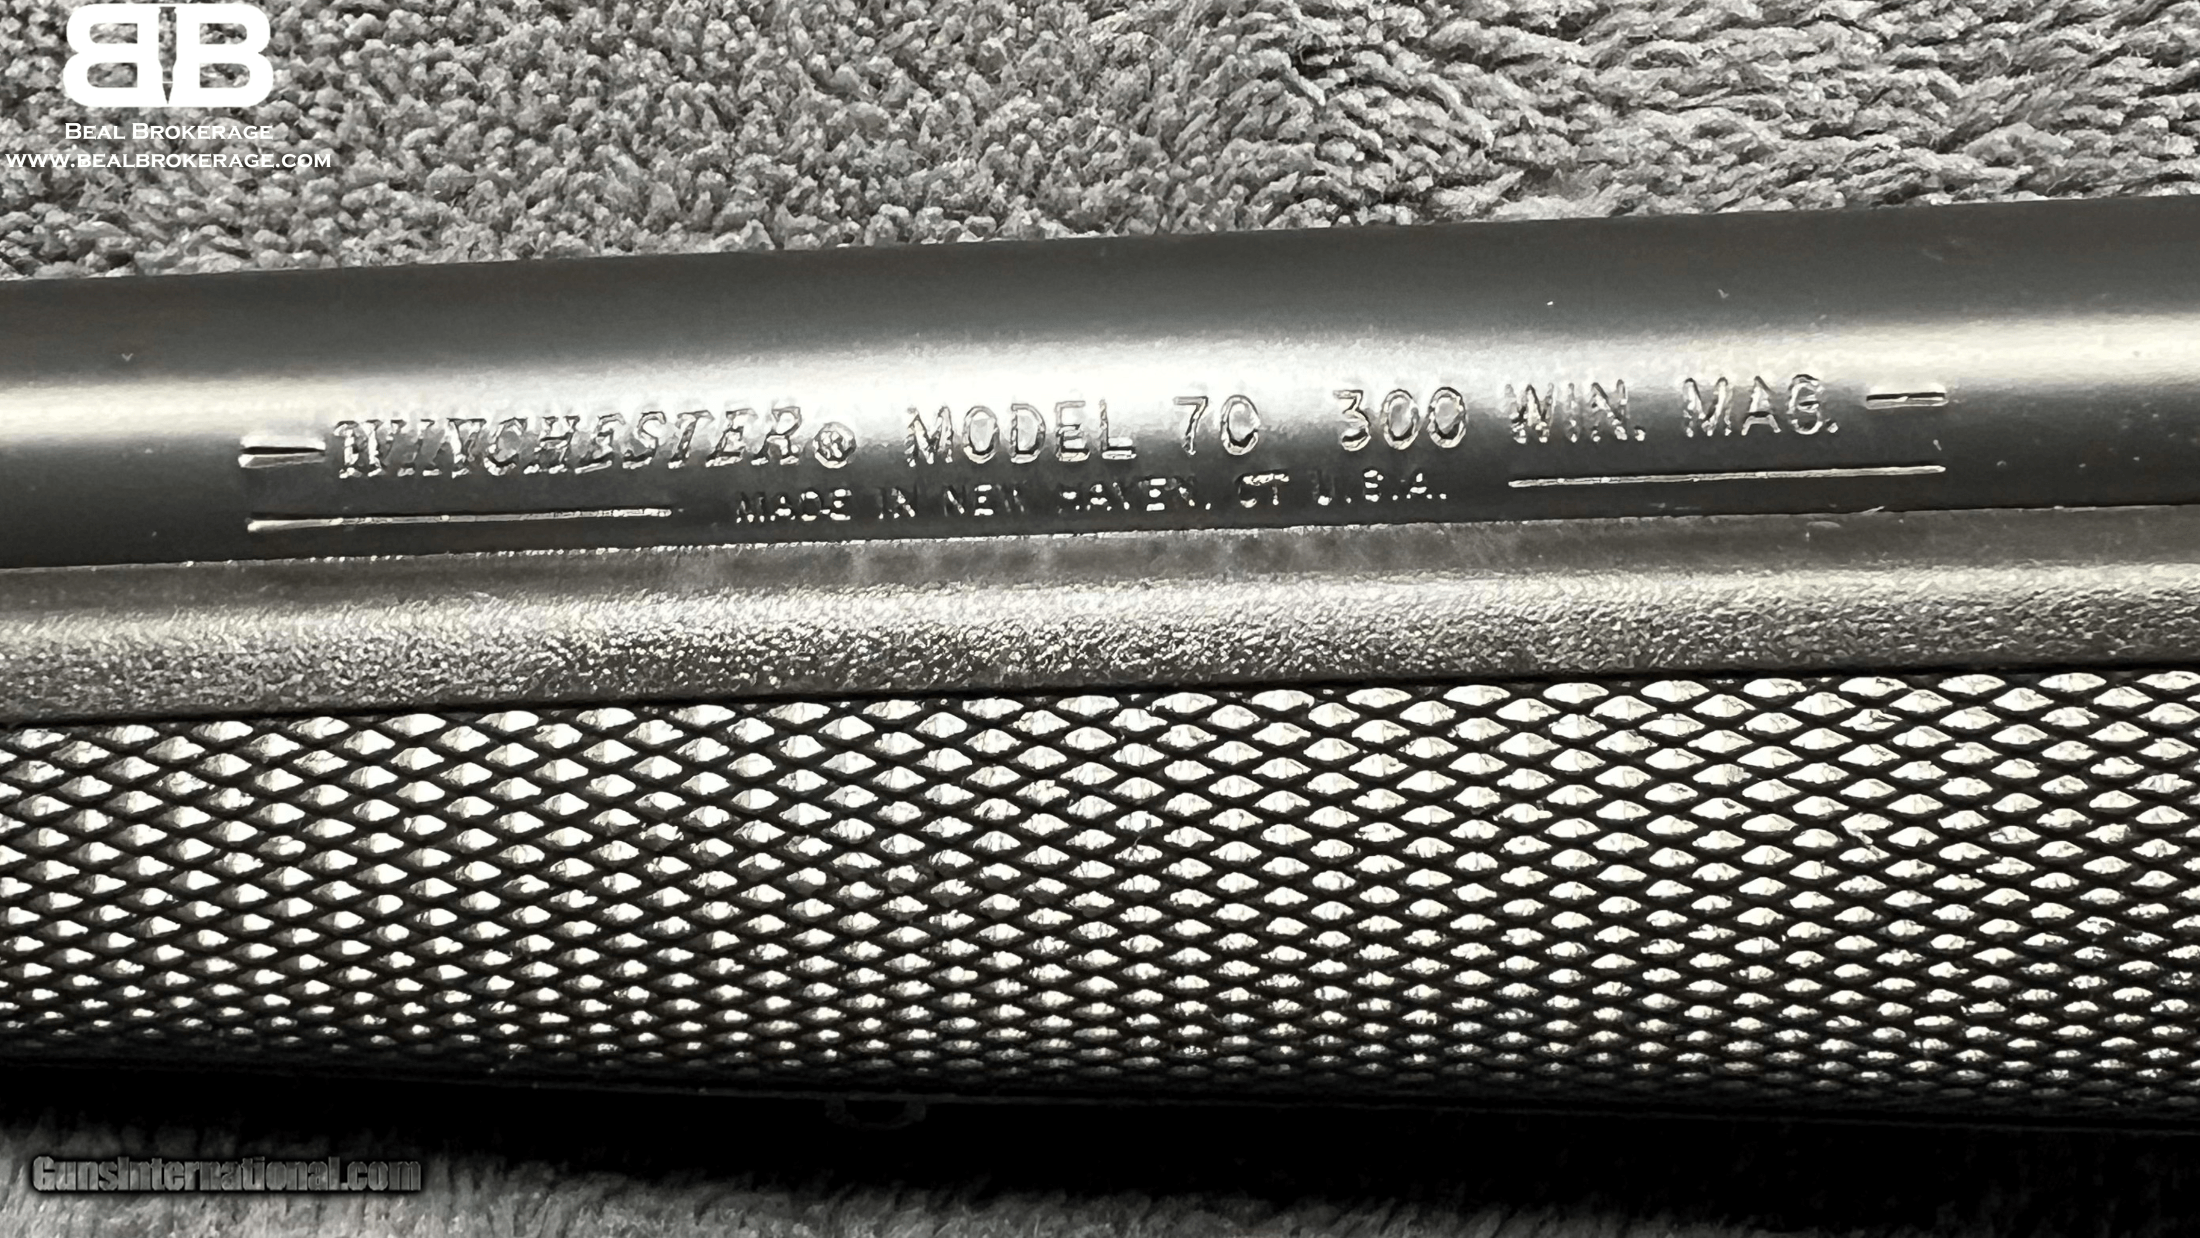 BB
BEAL BROKERAGE
WWW.BEALBROKERAGE.COM
-WINCHESTER® MODEL 70 300 WIN. MAG.-
MADE IN NEW HAVEN, CT U.S.A.
GunsInternational.com